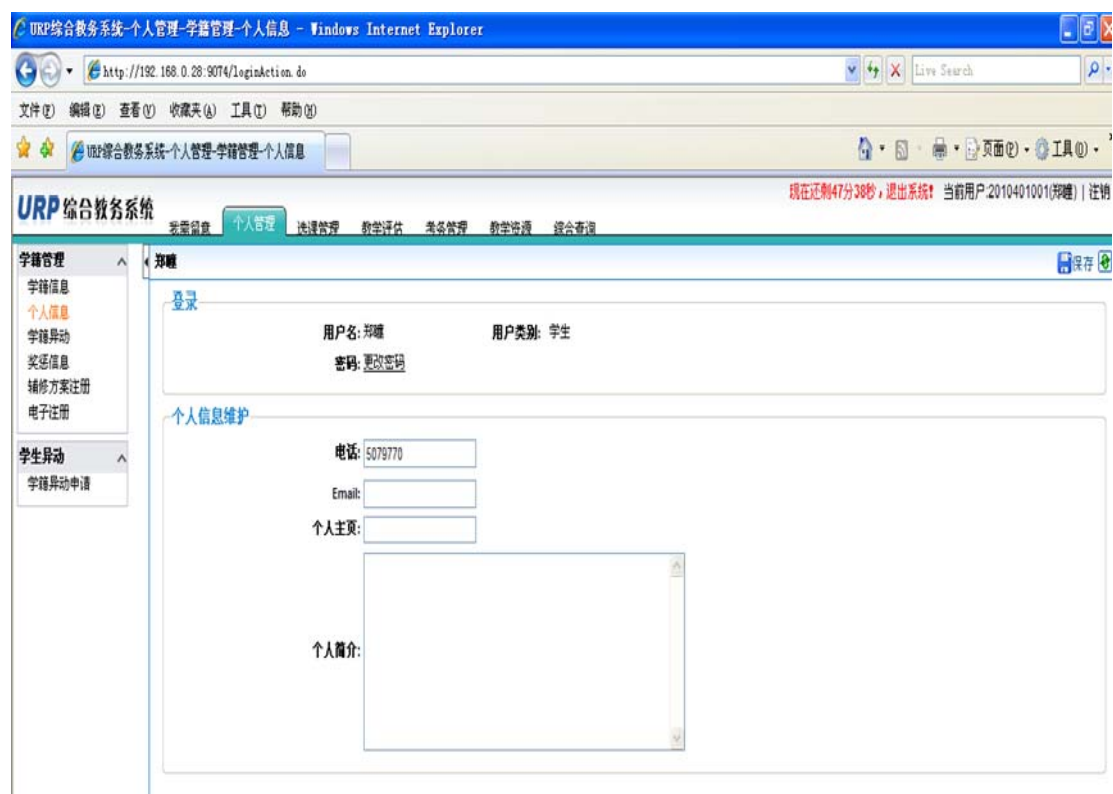 URP综合教务系统-个人管理-学籍管理-个人信息 - Windows Internet Explorer
http://192.168.0.28:9074/loginAction.do
Live Search
文件(F) 编辑(E) 查看(V) 收藏夹(A) 工具(T) 帮助(H)
URP综合教务系统-个人管理-学籍管理-个人信息
页面(P) 工具(O)
现在还剩47分38秒，退出系统! 当前用户:2010401001(郑曈) | 注销
URP 综合教务系统
我需留意 个人管理 选课管理 教学评估 考务管理 教学资源 综合查询
学籍管理
学籍信息
个人信息
学籍异动
奖惩信息
辅修方案注册
电子注册
学生异动
学籍异动申请
郑曈
保存
登录
用户名: 郑曈 用户类别: 学生
密码: 更改密码
个人信息维护
电话: 5079770
Email:
个人主页:
个人简介: